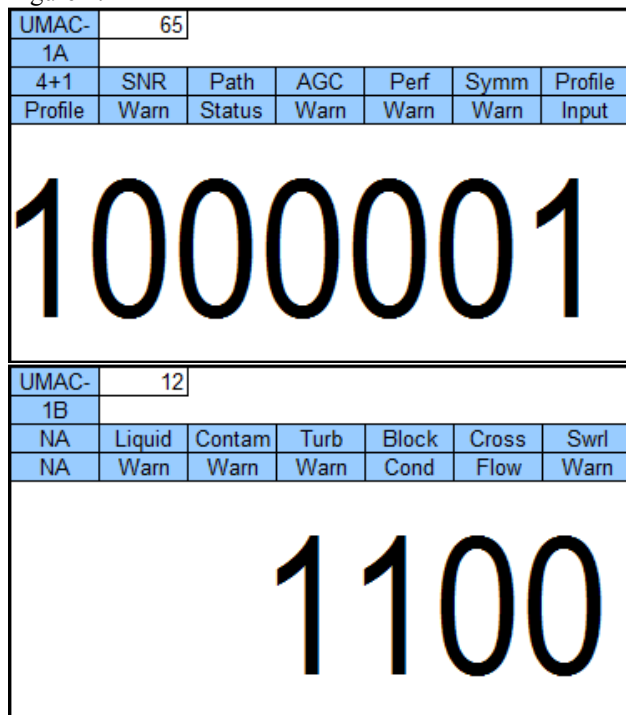 UMAC- 65
1A
4+1 SNR Path AGC Perf Symm Profile
Profile Warn Status Warn Warn Warn Input
1000001
UMAC- 12
1B
NA Liquid Contam Turb Block Cross Swrl
NA Warn Warn Warn Cond Flow Warn
1100